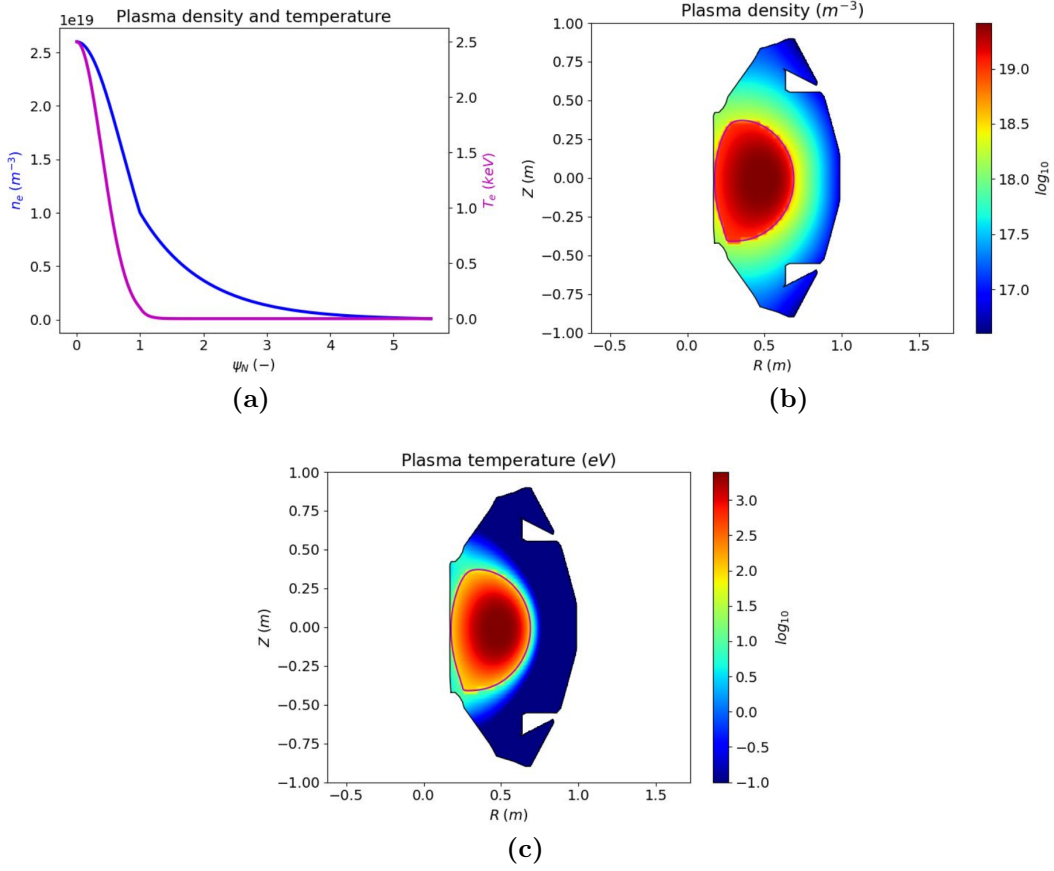 Plasma density and temperature
1e19
2.5
2.0
1.5
1.0
0.5
0.0
n_e (m^{-3})
2.5
2.0
1.5
1.0
0.5
0.0
T_e (keV)
0 1 2 3 4 5
ψ_N (−)
(a)
Plasma density (m^{−3})
1.00
0.75
0.50
0.25
0.00
−0.25
−0.50
−0.75
−1.00
Z (m)
−0.5 0.0 0.5 1.0 1.5
R (m)
19.0
18.5
18.0
17.5
17.0
log_{10}
(b)
Plasma temperature (eV)
1.00
0.75
0.50
0.25
0.00
−0.25
−0.50
−0.75
−1.00
Z (m)
−0.5 0.0 0.5 1.0 1.5
R (m)
3.0
2.5
2.0
1.5
1.0
0.5
0.0
−0.5
−1.0
log_{10}
(c)